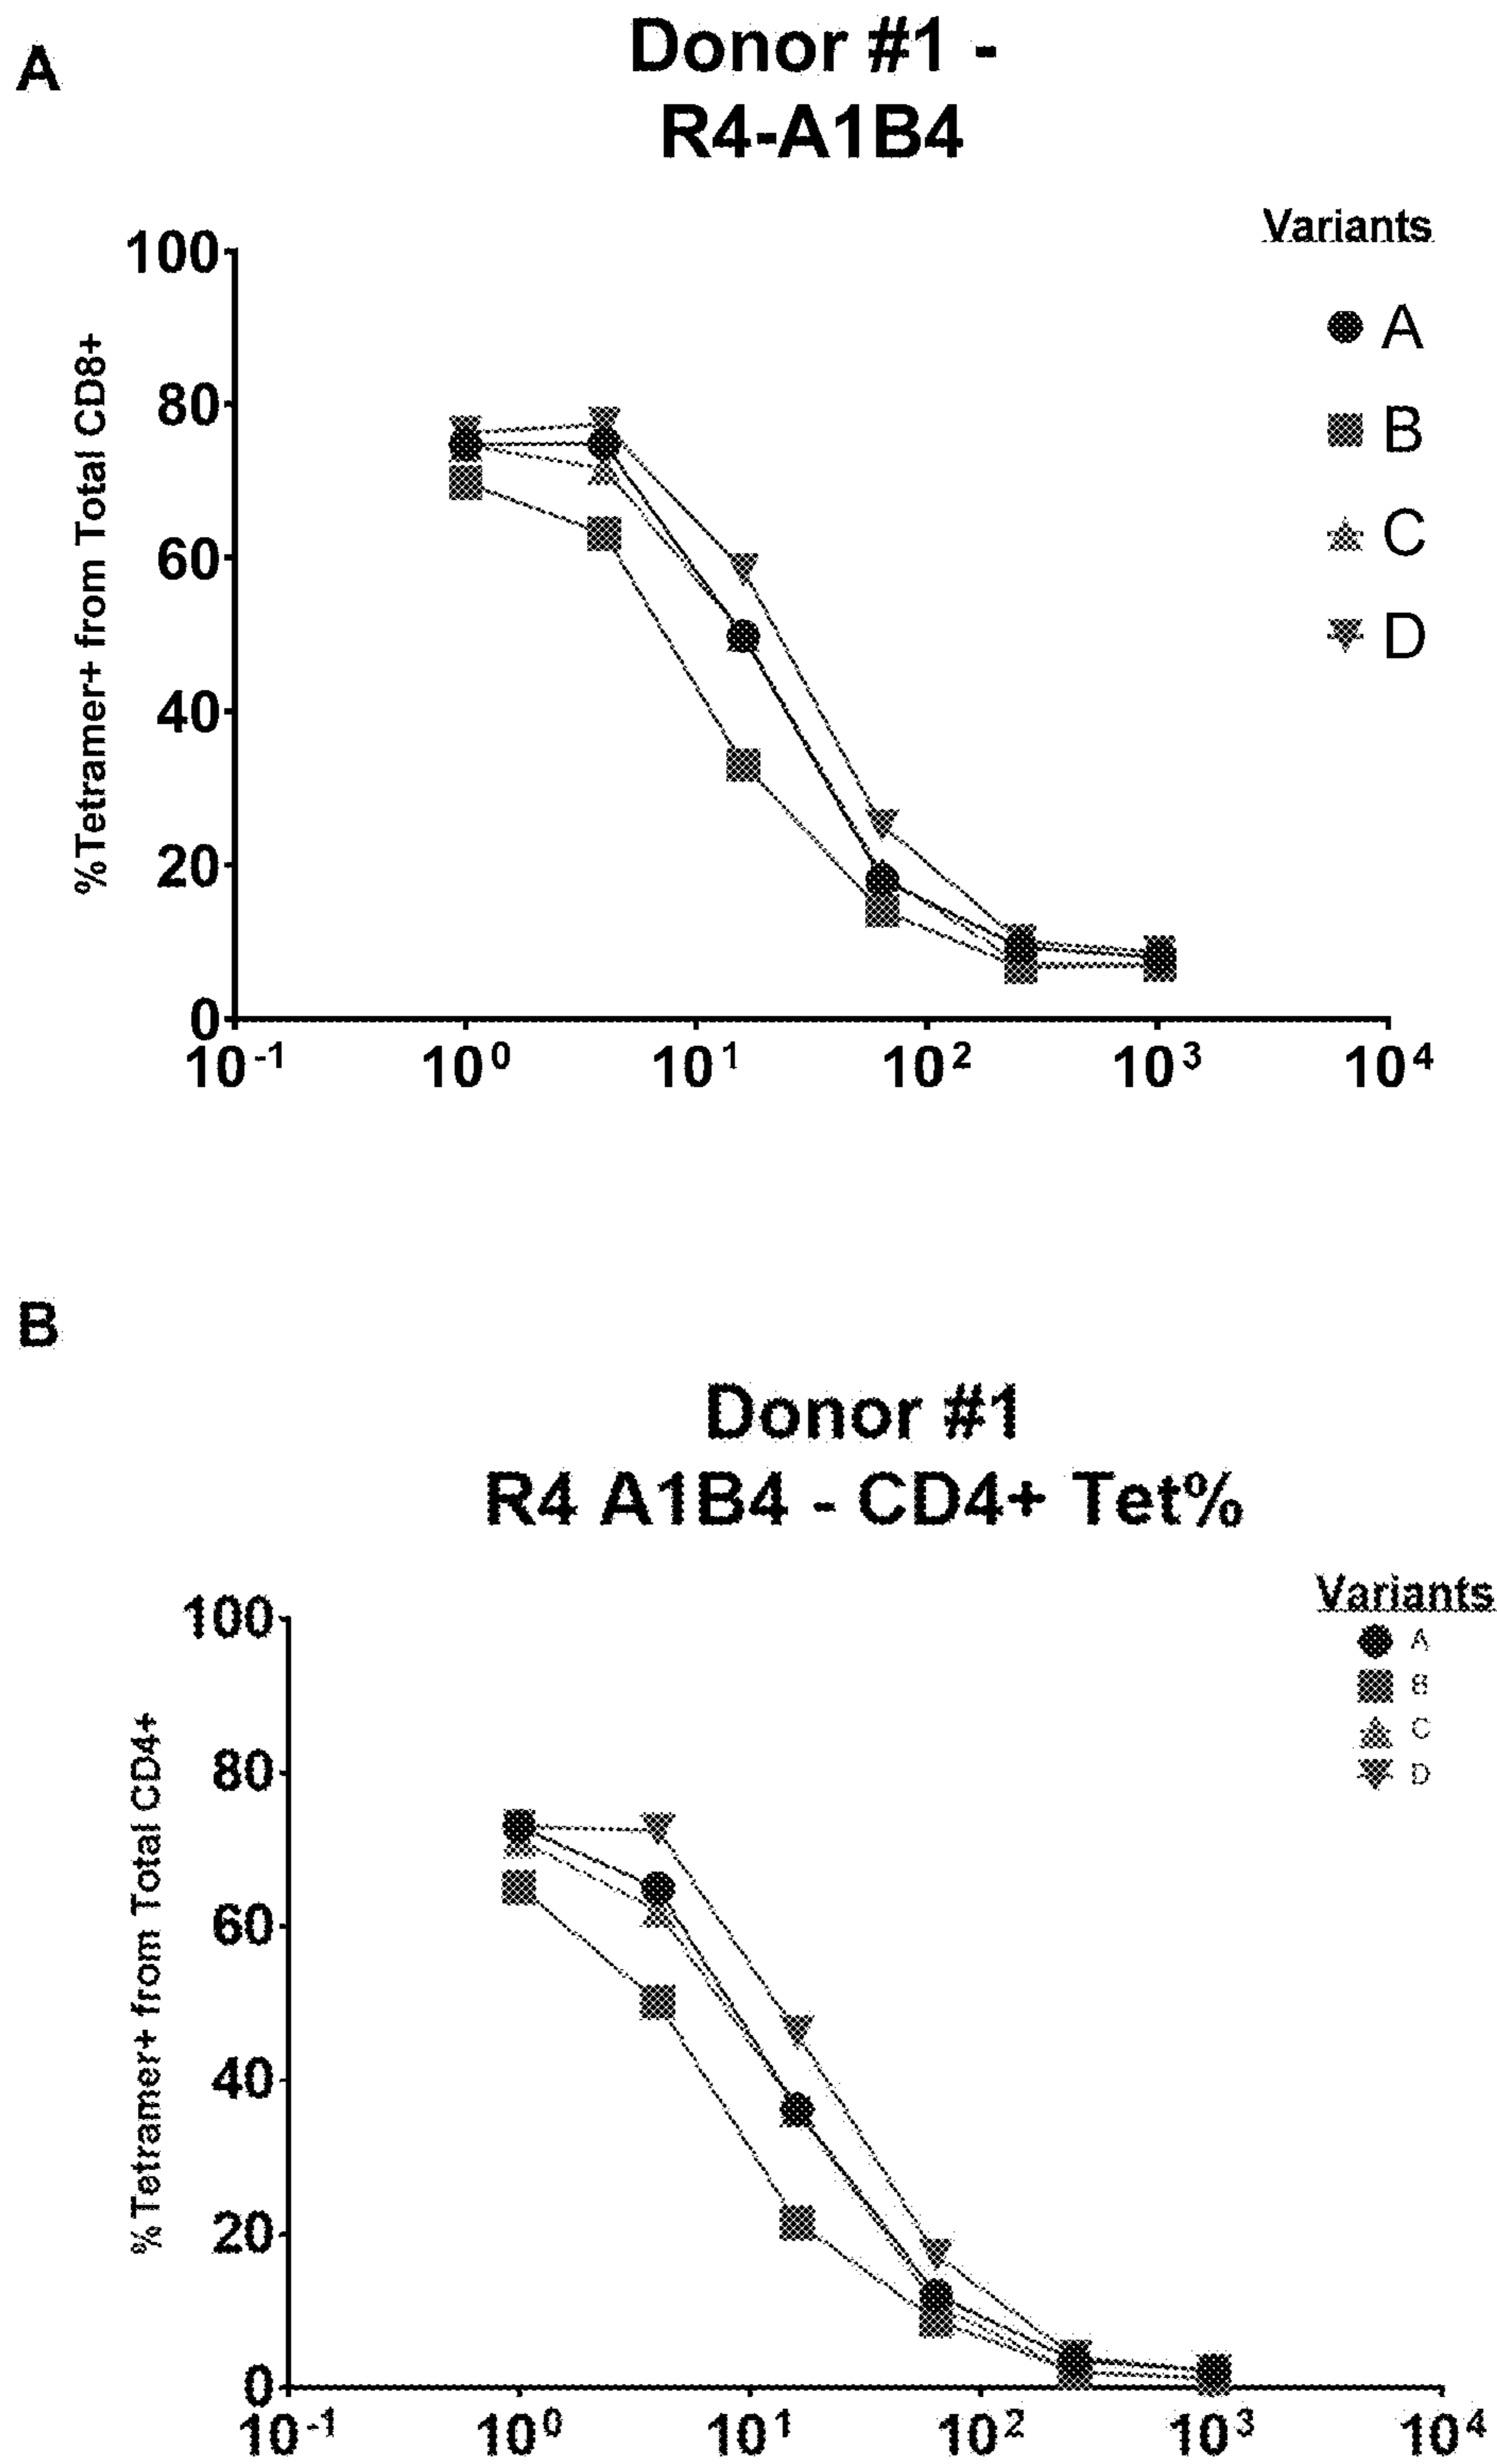 A
Donor #1 -
R4-A1B4
Variants
A
B
C
D
%Tetramer+ from Total CD8+
100
80
60
40
20
0
10-1 100 101 102 103 104
B
Donor #1
R4 A1B4 - CD4+ Tet%
Variants
A
B
C
D
%Tetramer+ from Total CD4+
100
80
60
40
20
0
10-1 100 101 102 103 104